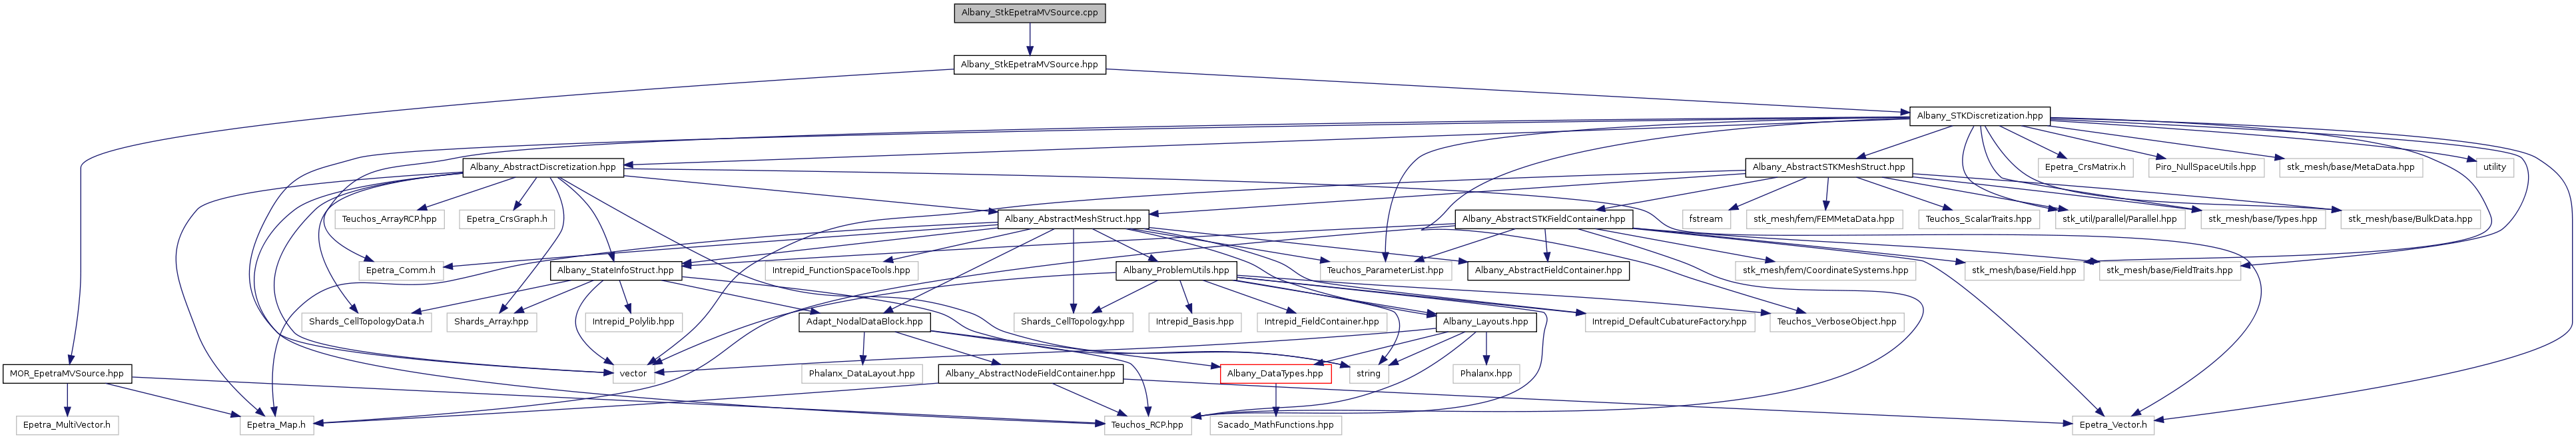 Albany_StkEpetraMVSource.cpp
Albany_StkEpetraMVSource.hpp
Albany_STKDiscretization.hpp
Albany_AbstractDiscretization.hpp
Albany_AbstractSTKMeshStruct.hpp
Epetra_CrsMatrix.h
Piro_NullSpaceUtils.hpp
stk_mesh/base/MetaData.hpp
utility
Teuchos_ArrayRCP.hpp
Epetra_CrsGraph.h
Albany_AbstractMeshStruct.hpp
Albany_AbstractSTKFieldContainer.hpp
fstream
stk_mesh/fem/FEMMetaData.hpp
Teuchos_ScalarTraits.hpp
stk_util/parallel/Parallel.hpp
stk_mesh/base/Types.hpp
stk_mesh/base/BulkData.hpp
Epetra_Comm.h
Albany_StateInfoStruct.hpp
Intrepid_FunctionSpaceTools.hpp
Albany_ProblemUtils.hpp
Teuchos_ParameterList.hpp
Albany_AbstractFieldContainer.hpp
stk_mesh/fem/CoordinateSystems.hpp
stk_mesh/base/Field.hpp
stk_mesh/base/FieldTraits.hpp
Shards_CellTopologyData.h
Shards_Array.hpp
Intrepid_Polylib.hpp
Adapt_NodalDataBlock.hpp
Shards_CellTopology.hpp
Intrepid_Basis.hpp
Intrepid_FieldContainer.hpp
Albany_Layouts.hpp
Intrepid_DefaultCubatureFactory.hpp
Teuchos_VerboseObject.hpp
MOR_EpetraMVSource.hpp
vector
Phalanx_DataLayout.hpp
Albany_AbstractNodeFieldContainer.hpp
Albany_DataTypes.hpp
string
Phalanx.hpp
Epetra_MultiVector.h
Epetra_Map.h
Teuchos_RCP.hpp
Sacado_MathFunctions.hpp
Epetra_Vector.h